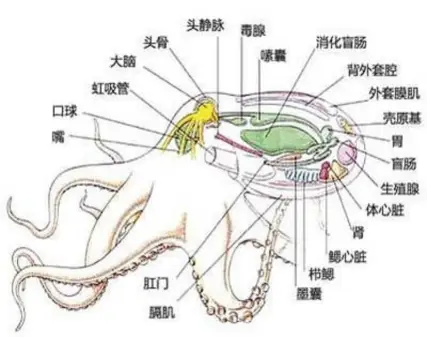 头静脉
毒腺
头骨
嗉囊
消化盲肠
大脑
背外套腔
虹吸管
外套膜肌
口球
壳原基
嘴
胃
盲肠
生殖腺
体心脏
肾
鳃心脏
栉鳃
墨囊
肛门
膈肌